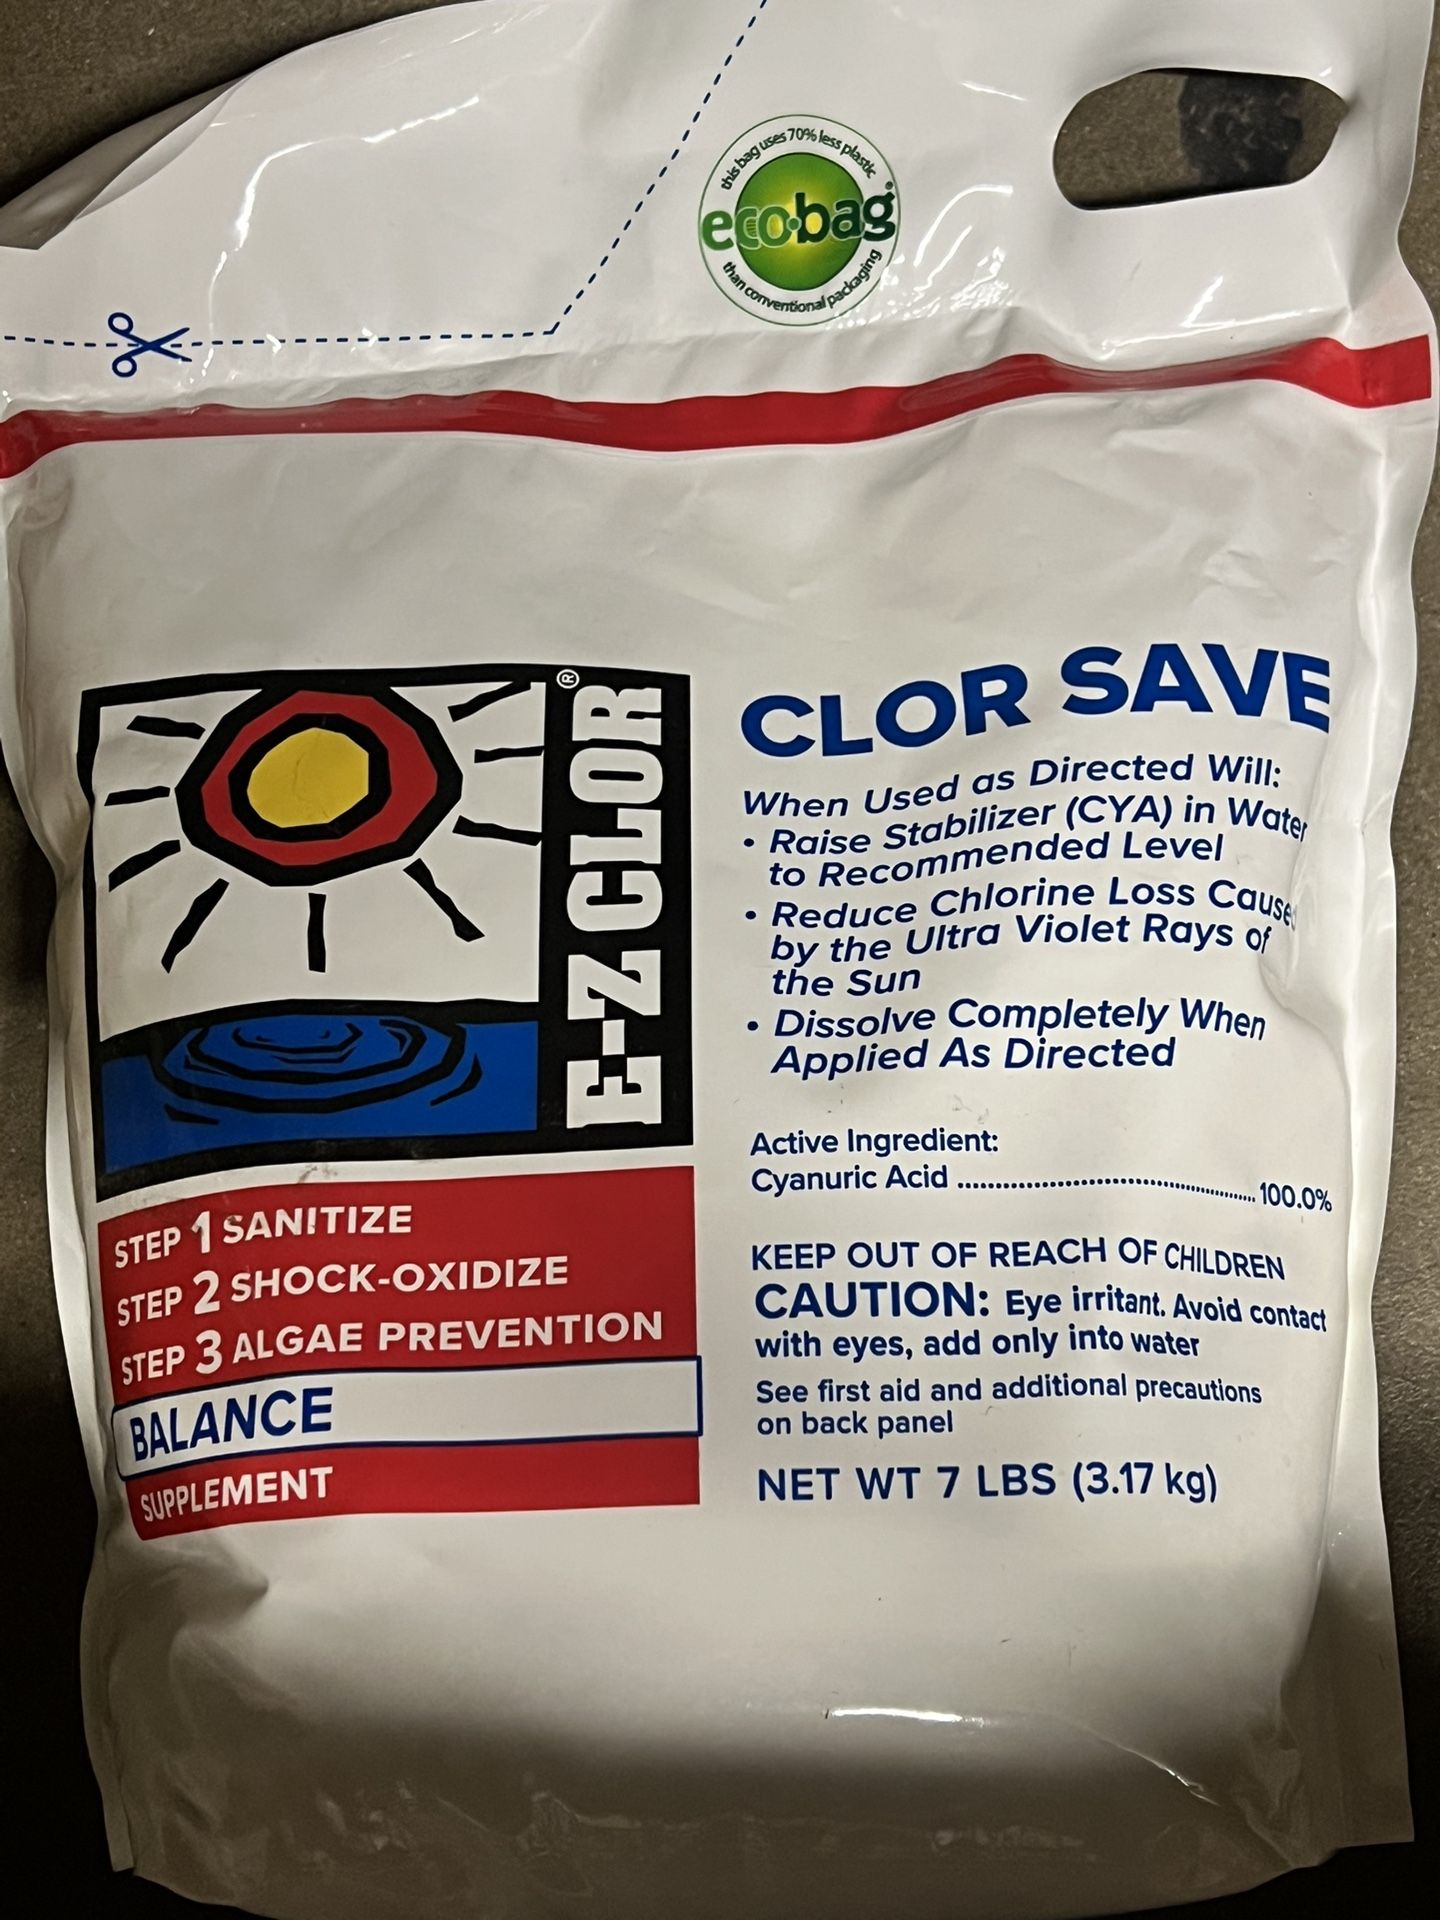 this bag uses 70% less plastic
eco•bag®
than conventional packaging
E-Z CLOR®
CLOR SAVE
When Used as Directed Will:
• Raise Stabilizer (CYA) in Water
to Recommended Level
• Reduce Chlorine Loss Cause
by the Ultra Violet Rays of
the Sun
• Dissolve Completely When
Applied As Directed
Active Ingredient:
Cyanuric Acid ........................................ 100.0%
KEEP OUT OF REACH OF CHILDREN
CAUTION: Eye irritant. Avoid contact
with eyes, add only into water
See first aid and additional precautions
on back panel
NET WT 7 LBS (3.17 kg)
STEP 1 SANITIZE
STEP 2 SHOCK-OXIDIZE
STEP 3 ALGAE PREVENTION
BALANCE
SUPPLEMENT